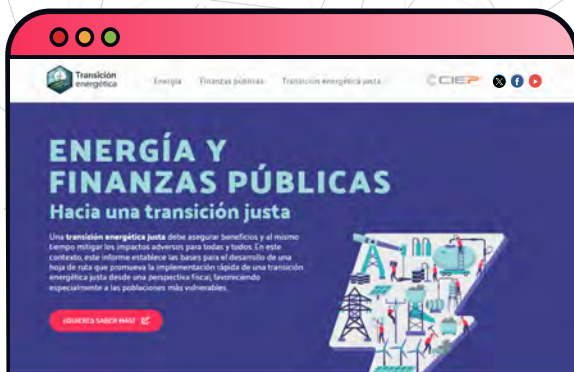 Transición
energética
Energía Finanzas públicas Transición energética justa
CIEP
ENERGÍA Y
FINANZAS PÚBLICAS
Hacia una transición justa
Una transición energética justa debe asegurar beneficios y al mismo
tiempo mitigar los impactos adversos para todas y todos. En este
contexto, este informe establece las bases para el desarrollo de una
hoja de ruta que promueva la implementación rápida de una transición
energética justa desde una perspectiva fiscal, favoreciendo
especialmente a las poblaciones más vulnerables.
¿QUIERES SABER MÁS?